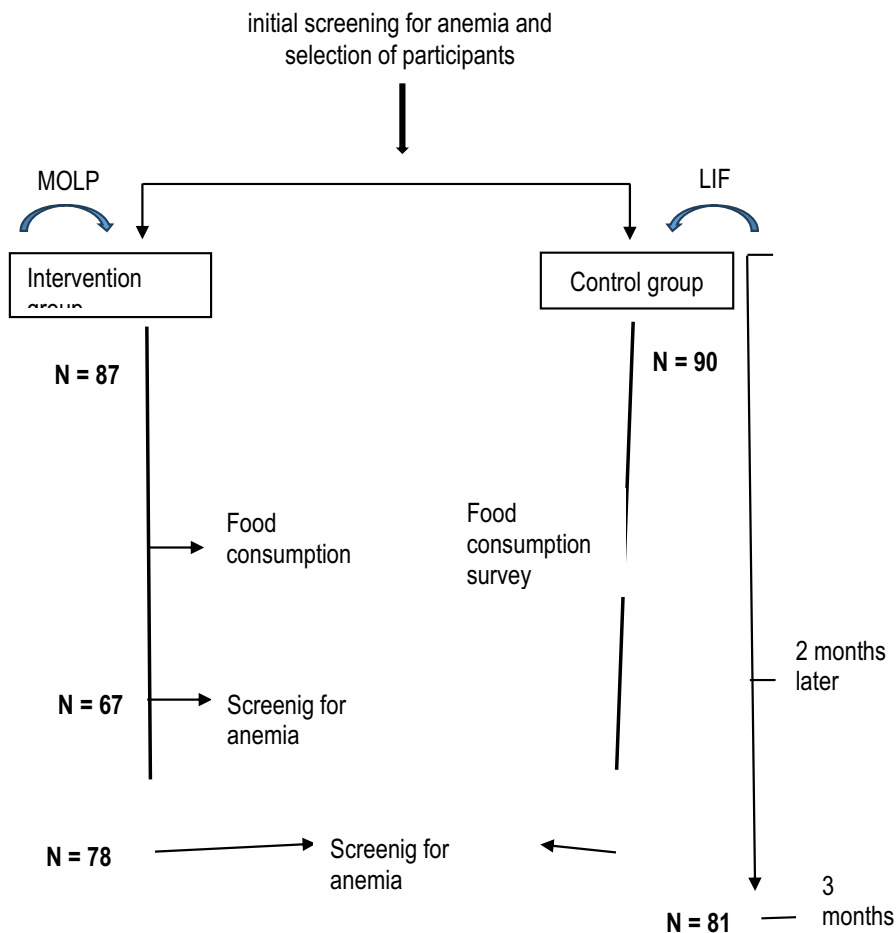 initial screening for anemia and
selection of participants
MOLP
LIF
Intervention
group
Control group
N = 87
N = 90
Food
consumption
Food
consumption
survey
2 months
later
N = 67
Screenig for
anemia
N = 78
Screenig for
anemia
3
months
N = 81